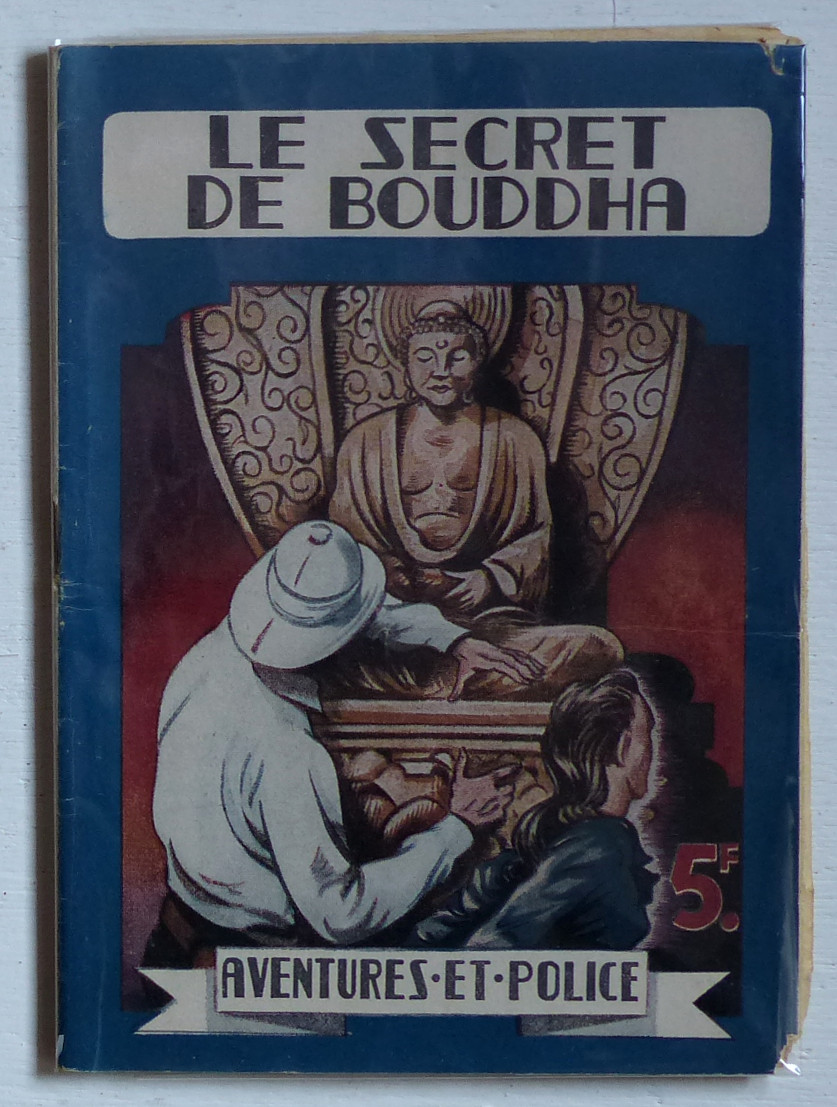 LE SECRET
DE BOUDDHA
5F.
AVENTURES·ET·POLICE